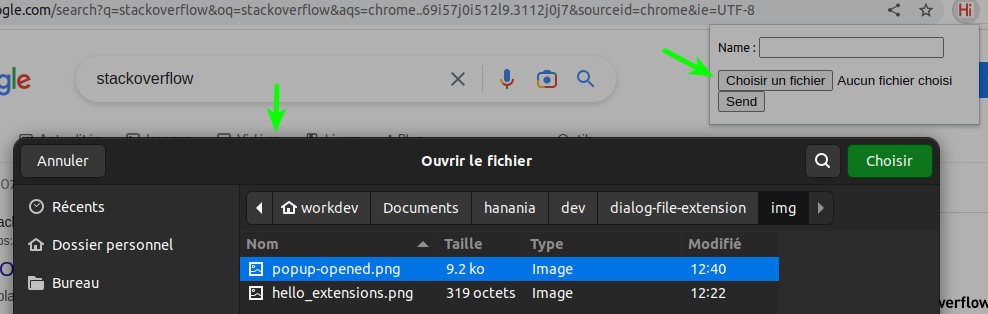 gle.com/search?q=stackoverflow&oq=stackoverflow&aqs=chrome..69i57j0i512l9.3112j0j7&sourceid=chrome&ie=UTF-8
Hi
Name :
gle
stackoverflow
Choisir un fichier Aucun fichier choisi
Send
Annuler
Ouvrir le fichier
Choisir
Récents
workdev Documents hanania dev dialog-file-extension img
Dossier personnel
Nom Taille Type Modifié
popup-opened.png 9.2 ko Image 12:40
Bureau
hello_extensions.png 319 octets Image 12:22
werflow